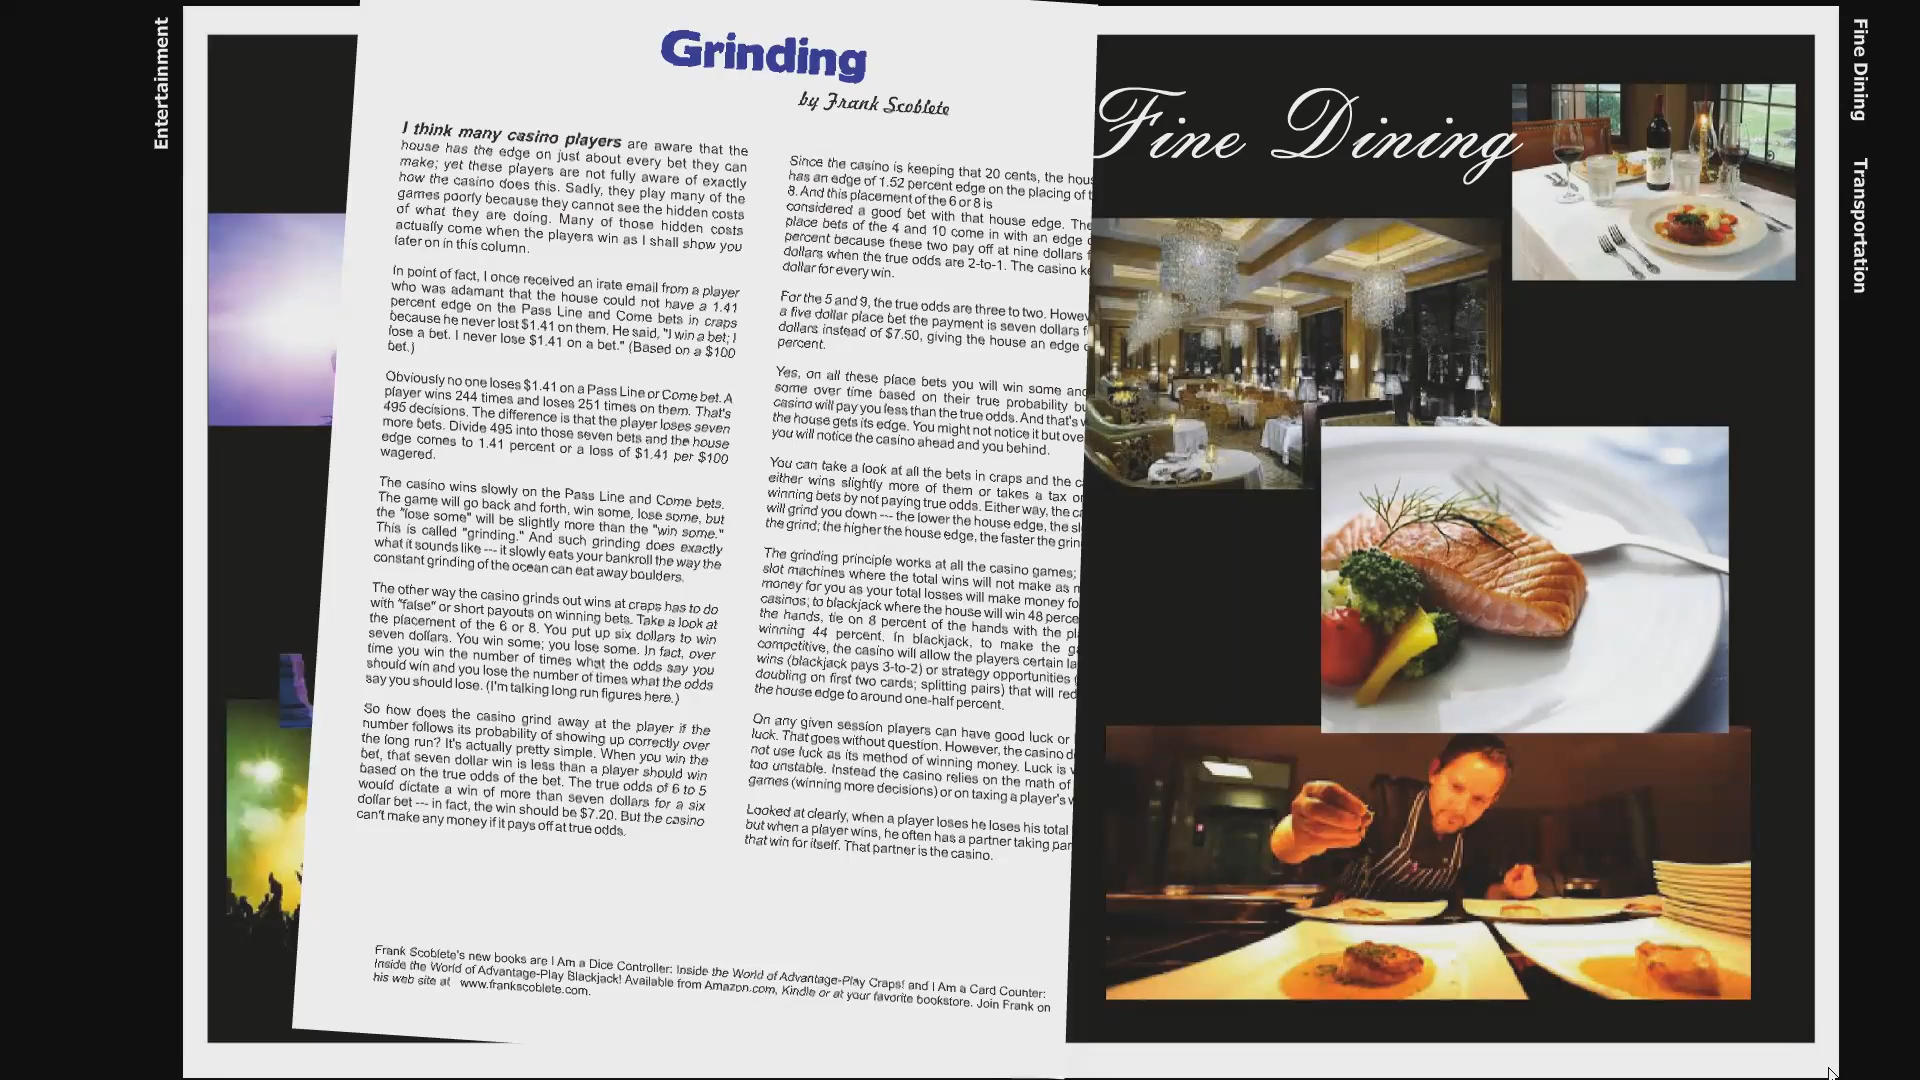 Entertainment
Grinding
by Frank Scoblete
I think many casino players are aware that the
house has the edge on just about every bet they can
make; yet these players are not fully aware of exactly
how the casino does this. Sadly, they play many of the
games poorly because they cannot see the hidden costs
of what they are doing. Many of those hidden costs
actually come when the players win as I shall show you
later on in this column.
In point of fact, I once received an irate email from a player
who was adamant that the house could not have a 1.41
percent edge on the Pass Line and Come bets in craps
because he never lost $1.41 on them. He said, "I win a bet; I
lose a bet. I never lose $1.41 on a bet." (Based on a $100
bet.)
Obviously no one loses $1.41 on a Pass Line or Come bet. A
player wins 244 times and loses 251 times on them. That's
495 decisions. The difference is that the player loses seven
more bets. Divide 495 into those seven bets and the house
edge comes to 1.41 percent or a loss of $1.41 per $100
wagered.
The casino wins slowly on the Pass Line and Come bets.
The game will go back and forth, win some, lose some, but
the "lose some" will be slightly more than the "win some."
This is called "grinding." And such grinding does exactly
what it sounds like --- it slowly eats your bankroll the way the
constant grinding of the ocean can eat away boulders.
The other way the casino grinds out wins at craps has to do
with "false" or short payouts on winning bets. Take a look at
the placement of the 6 or 8. You put up six dollars to win
seven dollars. You win some; you lose some. In fact, over
time you win the number of times what the odds say you
should win and you lose the number of times what the odds
say you should lose. (I'm talking long run figures here.)
So how does the casino grind away at the player if the
number follows its probability of showing up correctly over
the long run? It's actually pretty simple. When you win the
bet, that seven dollar win is less than a player should win
based on the true odds of the bet. The true odds of 6 to 5
would dictate a win of more than seven dollars for a six
dollar bet --- in fact, the win should be $7.20. But the casino
can't make any money if it pays off at true odds.
Since the casino is keeping that 20 cents, the hous
has an edge of 1.52 percent edge on the placing of t
8. And this placement of the 6 or 8 is
considered a good bet with that house edge. The
place bets of the 4 and 10 come in with an edge
percent because these two pay off at nine dollars f
dollars when the true odds are 2-to-1. The casino ke
dollar for every win.
For the 5 and 9, the true odds are three to two. Howev
a five dollar place bet the payment is seven dollars f
dollars instead of $7.50, giving the house an edge
percent.
Yes, on all these place bets you will win some and
some over time based on their true probability bu
casino will pay you less than the true odds. And that's
the house gets its edge. You might not notice it but ove
you will notice the casino ahead and you behind.
You can take a look at all the bets in craps and the c
either wins slightly more of them or takes a tax o
winning bets by not paying true odds. Either way, the c
will grind you down --- the lower the house edge, the sl
the grind; the higher the house edge, the faster the grin
The grinding principle works at all the casino games;
slot machines where the total wins will not make as
money for you as your total losses will make money fo
casinos; to blackjack where the house will win 48 perce
the hands, tie on 8 percent of the hands with the pl
winning 44 percent. In blackjack, to make the g
competitive, the casino will allow the players certain la
wins (blackjack pays 3-to-2) or strategy opportunities (
doubling on first two cards; splitting pairs) that will red
the house edge to around one-half percent.
On any given session players can have good luck or
luck. That goes without question. However, the casino d
not use luck as its method of winning money. Luck is
too unstable. Instead the casino relies on the math of
games (winning more decisions) or on taxing a player's
Looked at clearly, when a player loses he loses his total
but when a player wins, he often has a partner taking par
that win for itself. That partner is the casino.
Frank Scoblete's new books are I Am a Dice Controller: Inside the World of Advantage-Play Craps! and I Am a Card Counter:
Inside the World of Advantage-Play Blackjack! Available from Amazon.com, Kindle or at your favorite bookstore. Join Frank on
his web site at www.frankscoblete.com.
Fine Dining
Fine Dining
Transportation